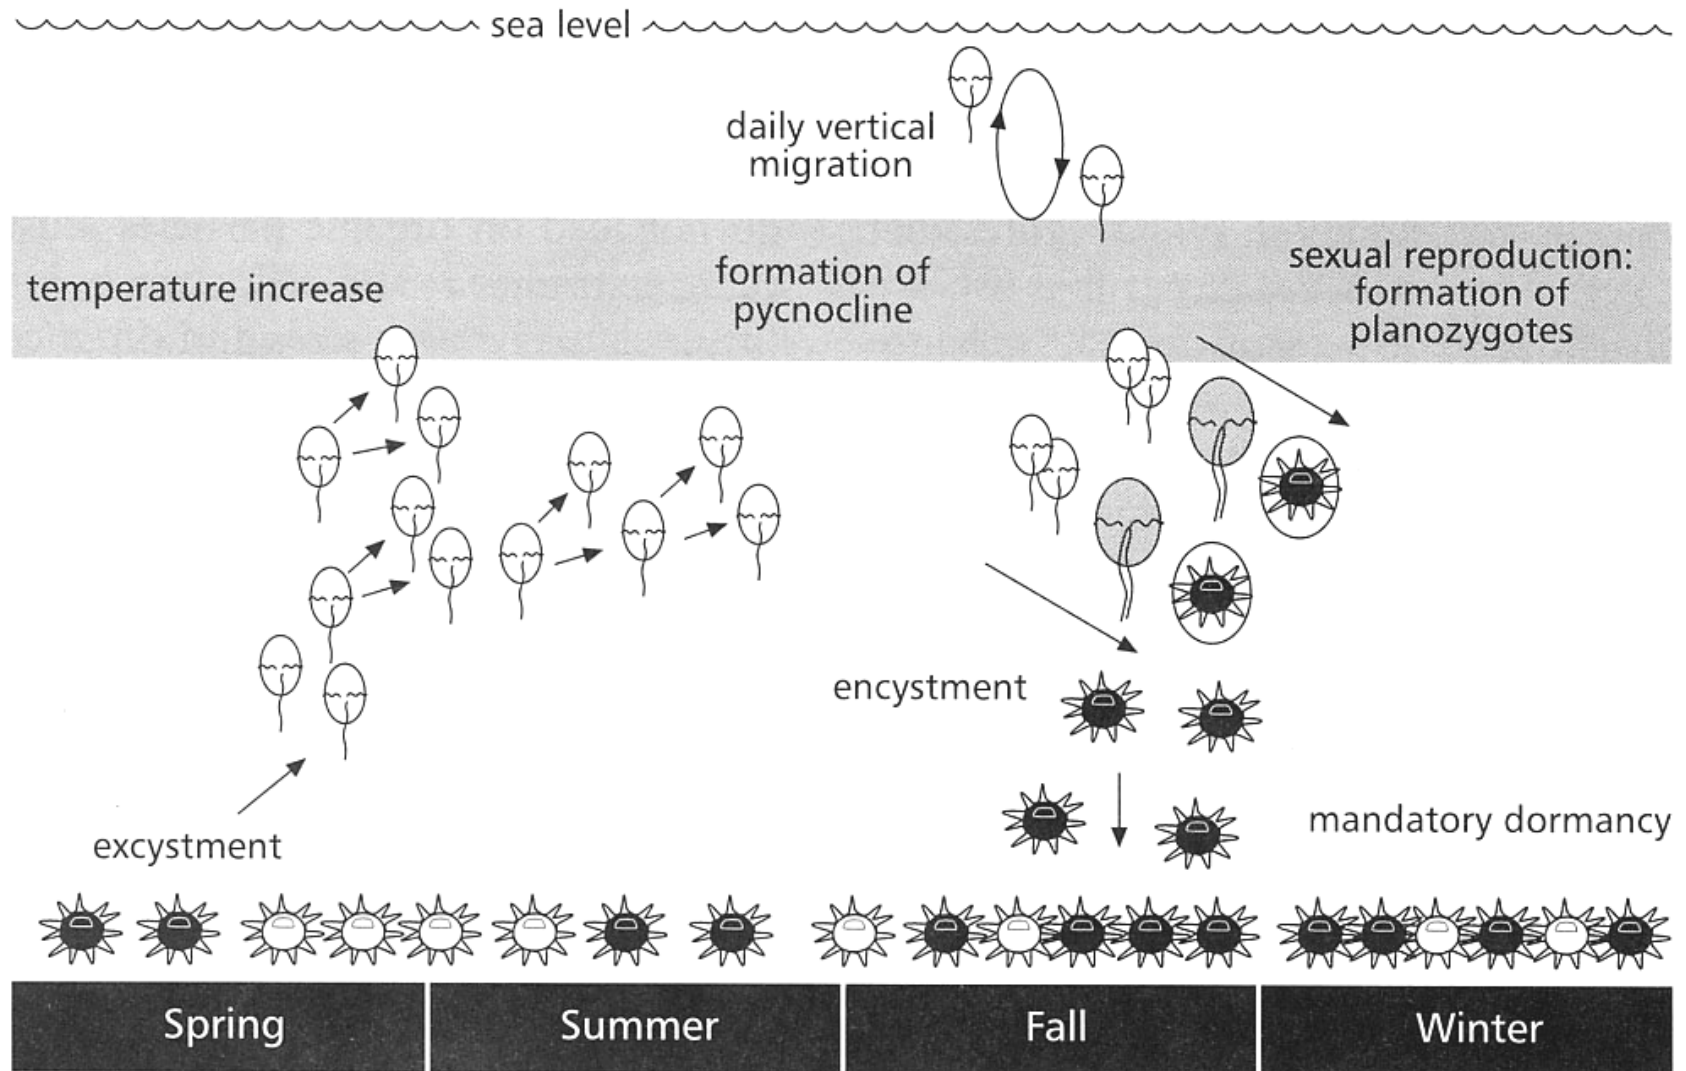 sea level
daily vertical
migration
temperature increase
formation of
pycnocline
sexual reproduction:
formation of
planozygotes
encystment
excystment
mandatory dormancy
Spring
Summer
Fall
Winter